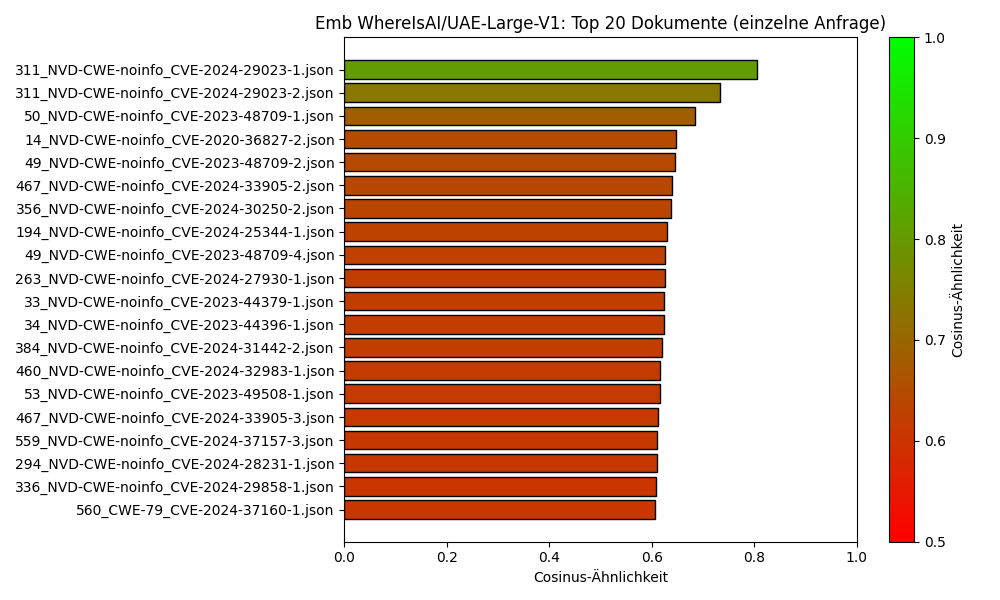 Emb WhereIsAI/UAE-Large-V1: Top 20 Dokumente (einzelne Anfrage)
311_NVD-CWE-noinfo_CVE-2024-29023-1.json
311_NVD-CWE-noinfo_CVE-2024-29023-2.json
50_NVD-CWE-noinfo_CVE-2023-48709-1.json
14_NVD-CWE-noinfo_CVE-2020-36827-2.json
49_NVD-CWE-noinfo_CVE-2023-48709-2.json
467_NVD-CWE-noinfo_CVE-2024-33905-2.json
356_NVD-CWE-noinfo_CVE-2024-30250-2.json
194_NVD-CWE-noinfo_CVE-2024-25344-1.json
49_NVD-CWE-noinfo_CVE-2023-48709-4.json
263_NVD-CWE-noinfo_CVE-2024-27930-1.json
33_NVD-CWE-noinfo_CVE-2023-44379-1.json
34_NVD-CWE-noinfo_CVE-2023-44396-1.json
384_NVD-CWE-noinfo_CVE-2024-31442-2.json
460_NVD-CWE-noinfo_CVE-2024-32983-1.json
53_NVD-CWE-noinfo_CVE-2023-49508-1.json
467_NVD-CWE-noinfo_CVE-2024-33905-3.json
559_NVD-CWE-noinfo_CVE-2024-37157-3.json
294_NVD-CWE-noinfo_CVE-2024-28231-1.json
336_NVD-CWE-noinfo_CVE-2024-29858-1.json
560_CWE-79_CVE-2024-37160-1.json
0.0 0.2 0.4 0.6 0.8 1.0
Cosinus-Ähnlichkeit
1.0
0.9
0.8
0.7
0.6
0.5
Cosinus-Ähnlichkeit